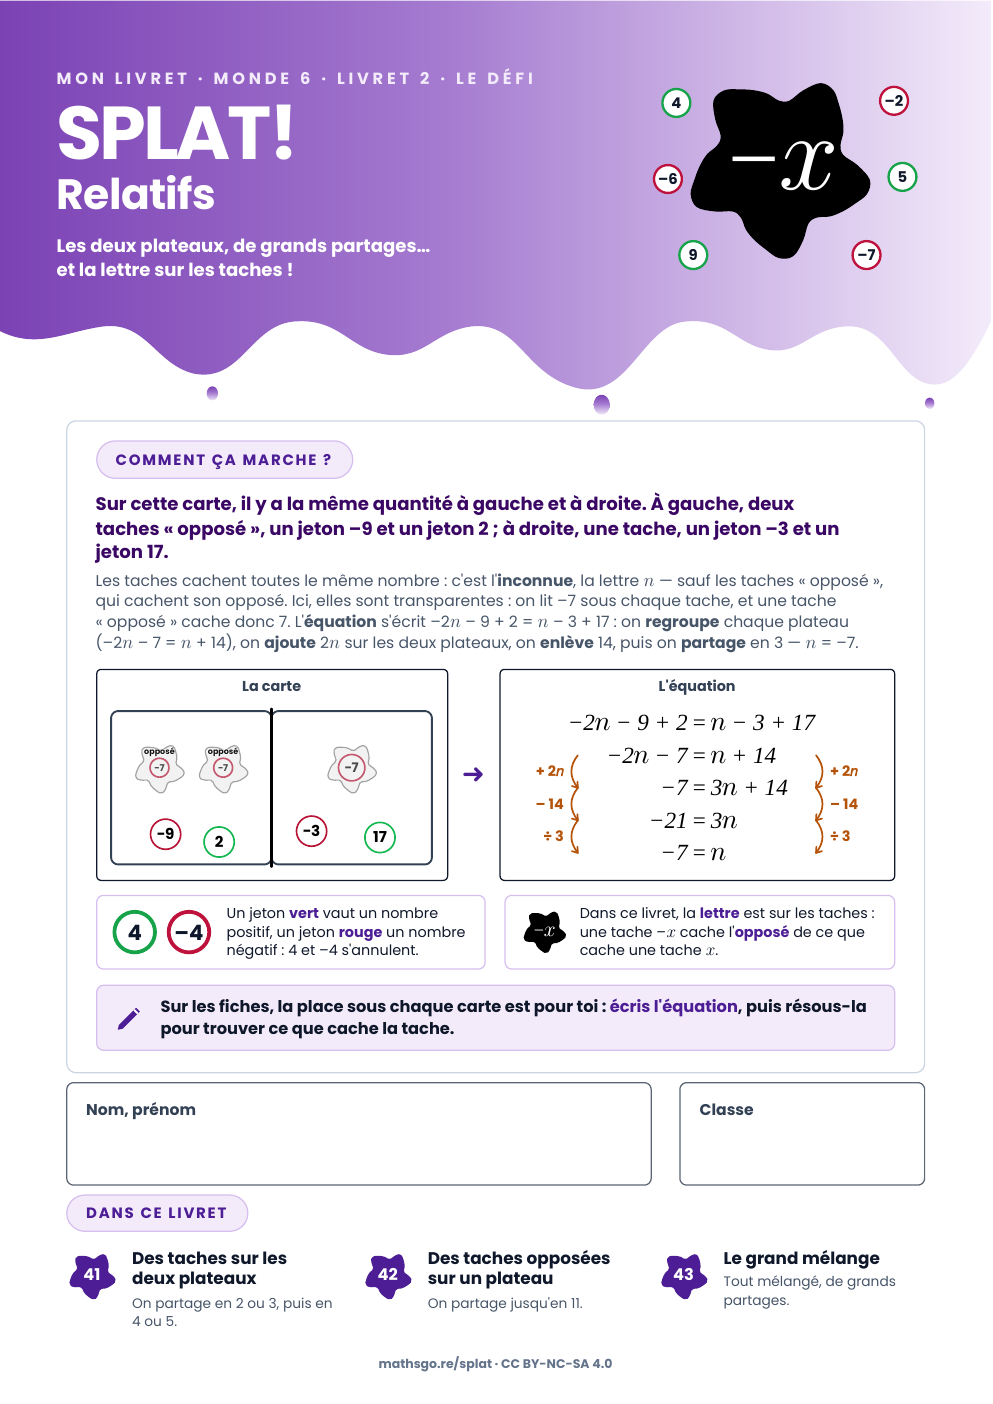 MON LIVRET · MONDE 6 · LIVRET 2 · LE DÉFI
SPLAT!
Relatifs
Les deux plateaux, de grands partages…
et la lettre sur les taches !
4
−2
−x
−6
5
9
−7
COMMENT ÇA MARCHE ?
Sur cette carte, il y a la même quantité à gauche et à droite. À gauche, deux
taches « opposé », un jeton −9 et un jeton 2 ; à droite, une tache, un jeton −3 et un
jeton 17.
Les taches cachent toutes le même nombre : c'est l'inconnue, la lettre n — sauf les taches « opposé »,
qui cachent son opposé. Ici, elles sont transparentes : on lit −7 sous chaque tache, et une tache
« opposé » cache donc 7. L'équation s'écrit −2n − 9 + 2 = n − 3 + 17 : on regroupe chaque plateau
(−2n − 7 = n + 14), on ajoute 2n sur les deux plateaux, on enlève 14, puis on partage en 3 — n = −7.
La carte
opposé
−7
opposé
−7
−7
−9
2
−3
17
➜
L'équation
−2n − 9 + 2 = n − 3 + 17
−2n − 7 = n + 14
+ 2n
+ 2n
−7 = 3n + 14
− 14
− 14
−21 = 3n
÷ 3
÷ 3
−7 = n
4
−4
Un jeton vert vaut un nombre
positif, un jeton rouge un nombre
négatif : 4 et −4 s'annulent.
−x
Dans ce livret, la lettre est sur les taches :
une tache −x cache l'opposé de ce que
cache une tache x.
Sur les fiches, la place sous chaque carte est pour toi : écris l'équation, puis résous-la
pour trouver ce que cache la tache.
Nom, prénom
Classe
DANS CE LIVRET
41
Des taches sur les
deux plateaux
On partage en 2 ou 3, puis en
4 ou 5.
42
Des taches opposées
sur un plateau
On partage jusqu'en 11.
43
Le grand mélange
Tout mélangé, de grands
partages.
mathsgo.re/splat · CC BY-NC-SA 4.0